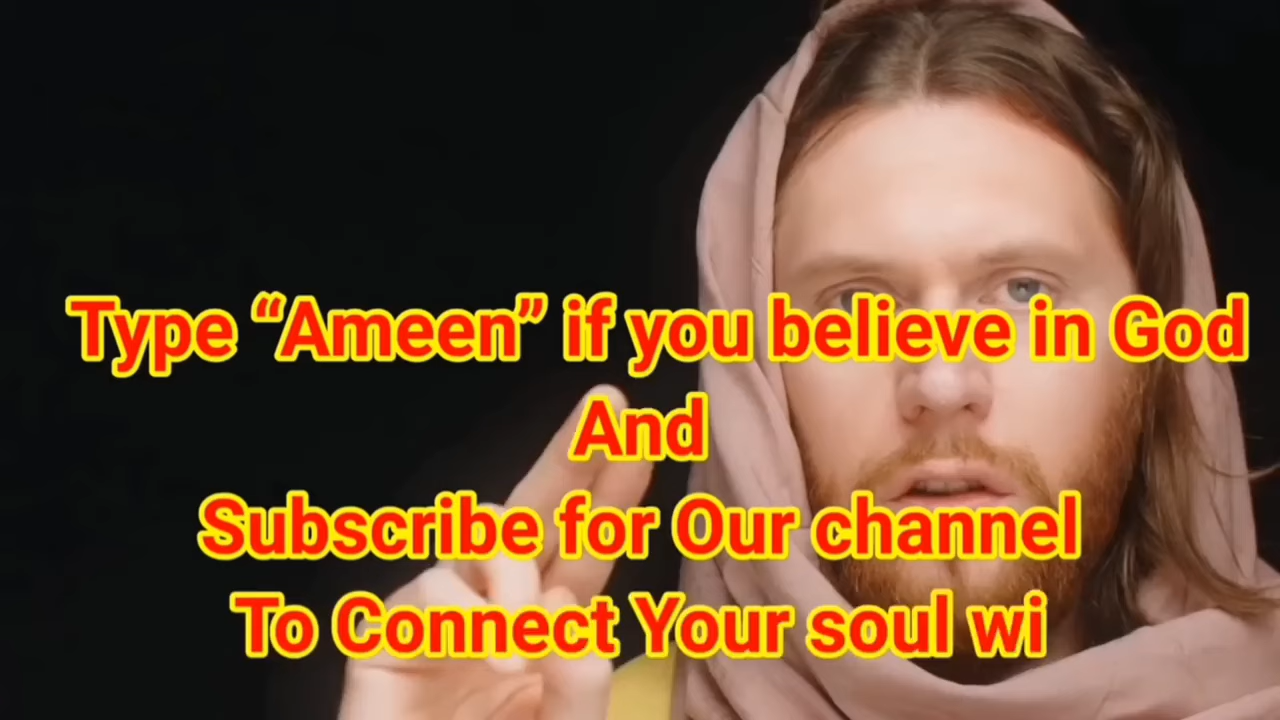 Type “Ameen” if you believe in God
And
Subscribe for Our channel
To Connect Your soul wi